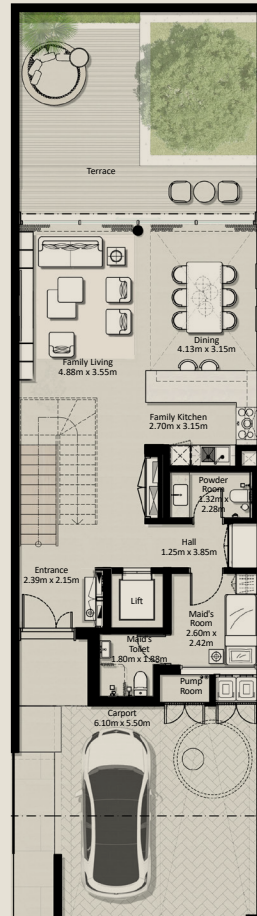 Terrace
Dining
4.13m x 3.15m
Family Living
4.88m x 3.55m
Family Kitchen
2.70m x 3.15m
Powder
Room
1.32m x
2.28m
Hall
1.25m x 3.85m
Entrance
2.39m x 2.15m
Lift
Maid's
Room
2.60m x
2.42m
Maid's
Toilet
1.80m x 1.88m
Pump
Room
Carport
6.10m x 5.50m